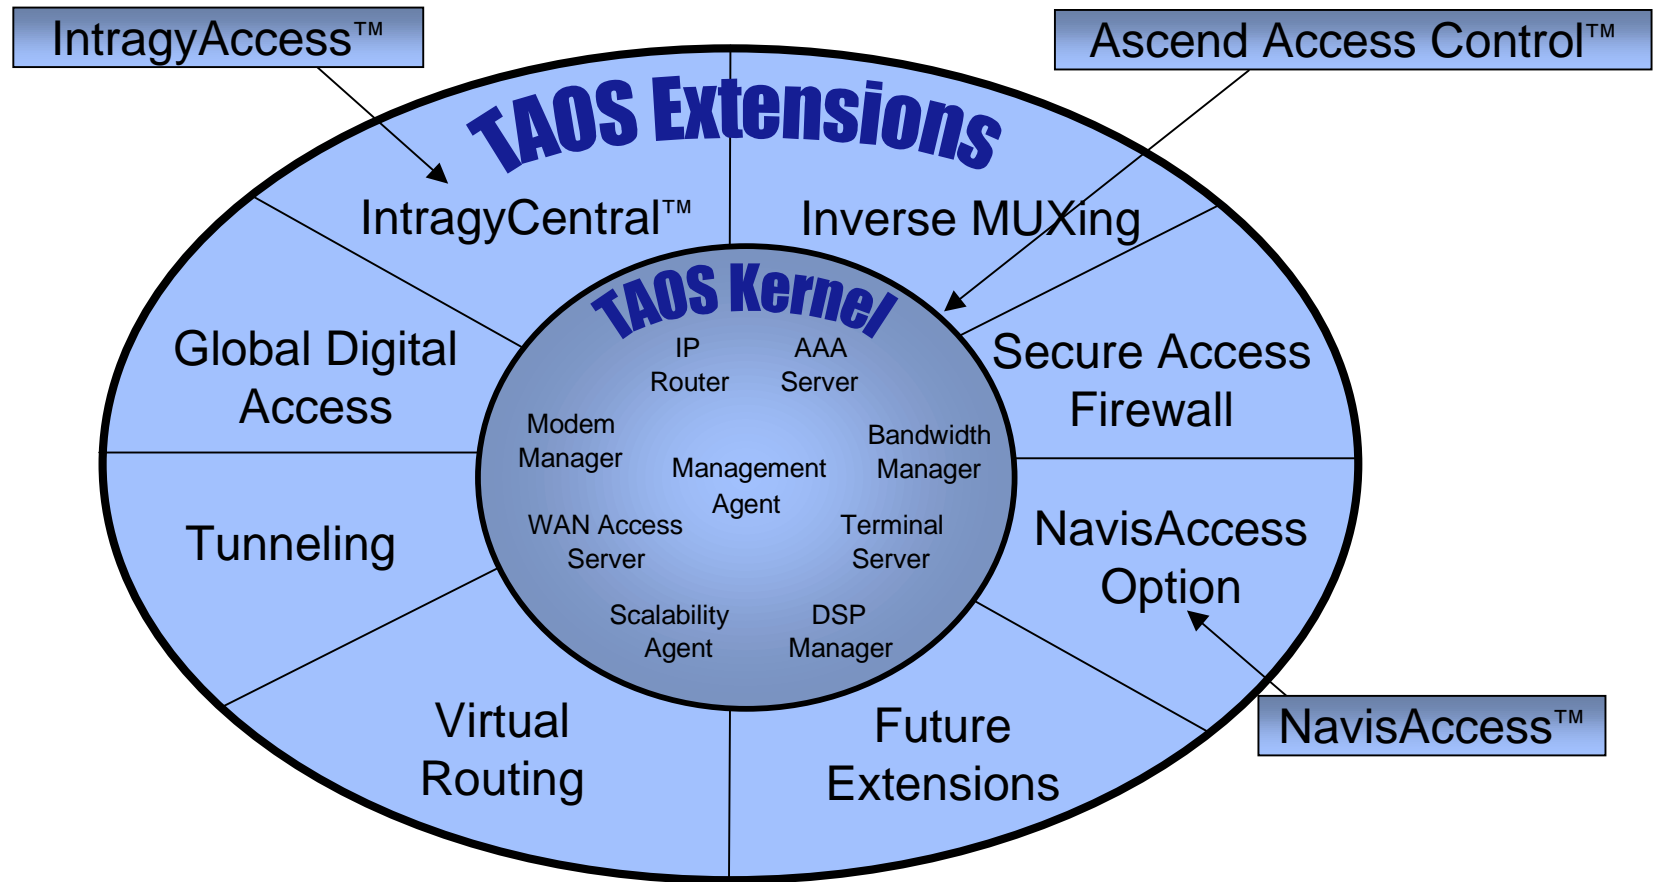 IntragyAccess™
Ascend Access Control™
TAOS Extensions
IntragyCentral™
Inverse MUXing
TAOS Kernel
Global Digital
Access
IP
Router
AAA
Server
Secure Access
Firewall
Modem
Manager
Bandwidth
Manager
Management
Agent
Tunneling
WAN Access
Server
Terminal
Server
NavisAccess
Option
Scalability
Agent
DSP
Manager
Virtual
Routing
Future
Extensions
NavisAccess™